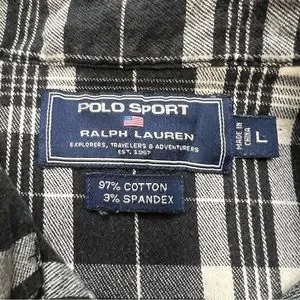 POLO SPORT
RALPH LAUREN
EXPLORERS, TRAVELERS & ADVENTURERS
EST. 1967
MADE IN
CHINA
L
97% COTTON
3% SPANDEX